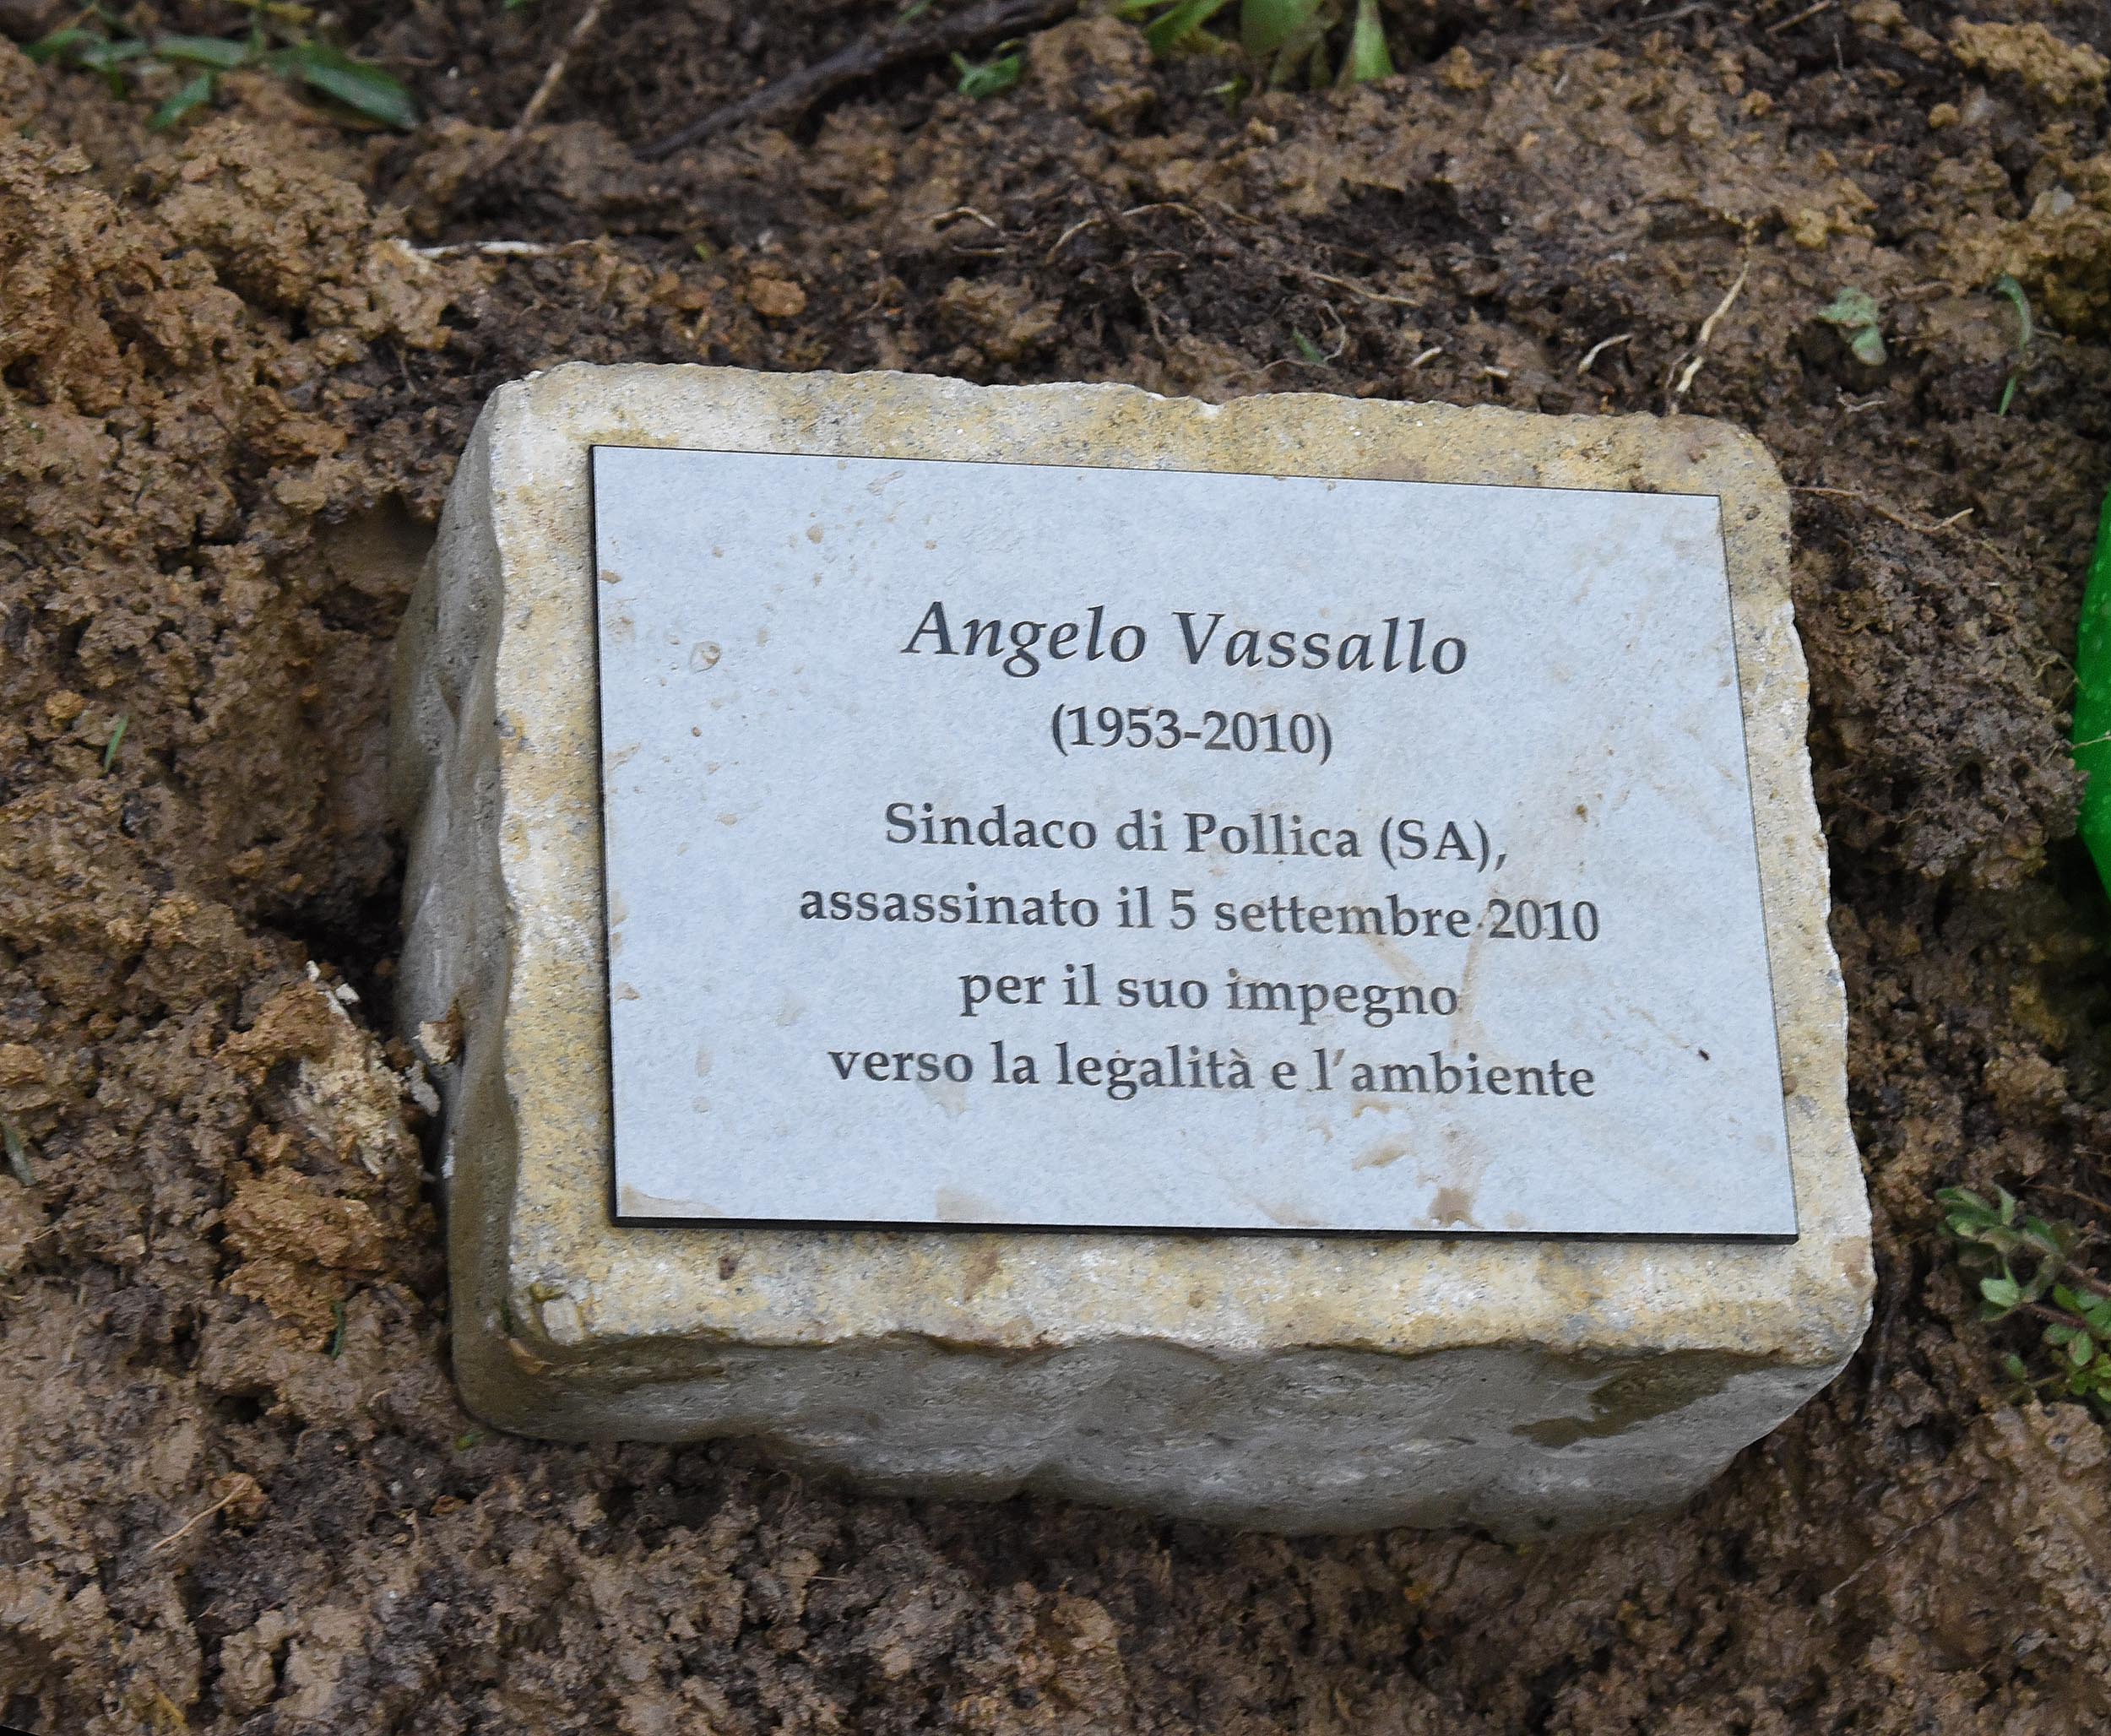 Angelo Vassallo
(1953-2010)
Sindaco di Pollica (SA),
assassinato il 5 settembre 2010
per il suo impegno
verso la legalità e l'ambiente